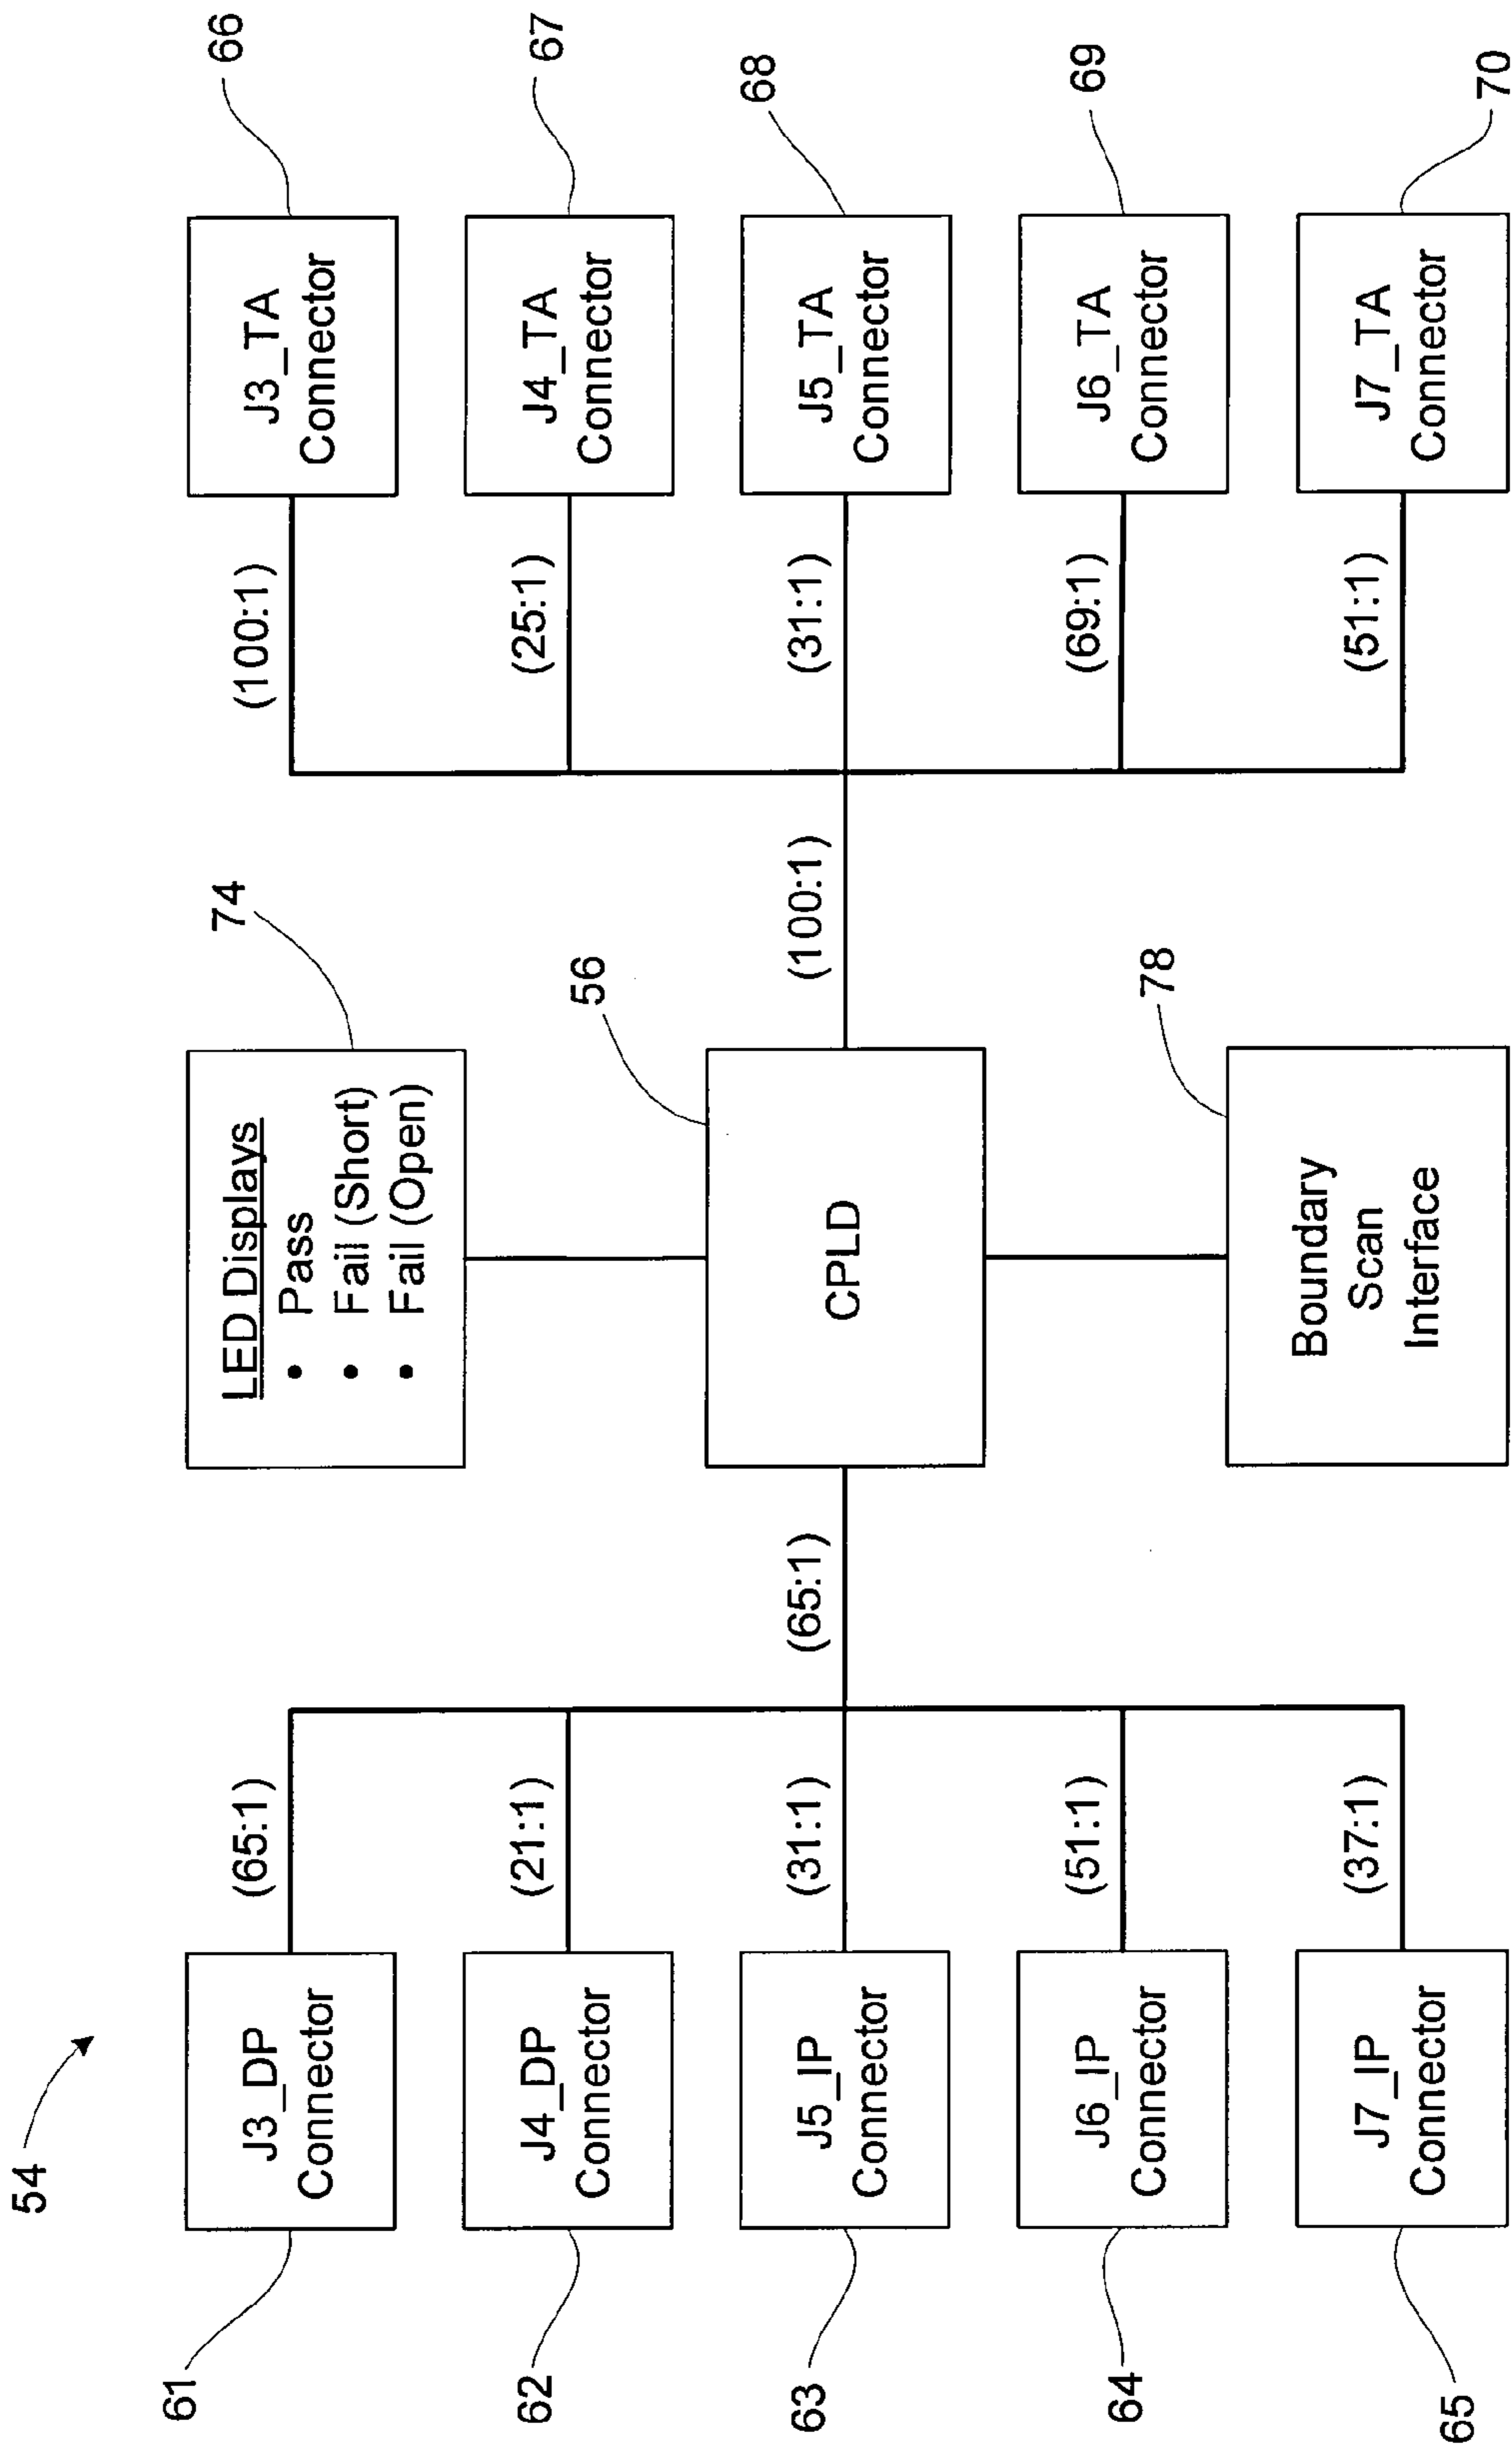 54
61
J3_DP
Connector
(65:1)
62
J4_DP
Connector
(21:1)
63
J5_IP
Connector
(31:1)
64
J6_IP
Connector
(51:1)
65
J7_IP
Connector
(37:1)
(65:1)
LED Displays
• Pass
• Fail (Short)
• Fail (Open)
74
CPLD
56
Boundary
Scan
Interface
78
(100:1)
(100:1)
J3_TA
Connector
66
(25:1)
J4_TA
Connector
67
(31:1)
J5_TA
Connector
68
(69:1)
J6_TA
Connector
69
(51:1)
J7_TA
Connector
70